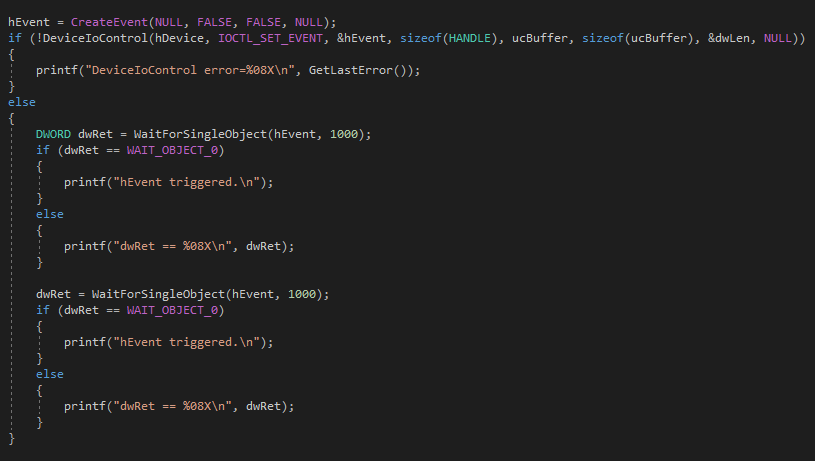 hEvent = CreateEvent(NULL, FALSE, FALSE, NULL);
if (!DeviceIoControl(hDevice, IOCTL_SET_EVENT, &hEvent, sizeof(HANDLE), ucBuffer, sizeof(ucBuffer), &dwLen, NULL))
{
    printf("DeviceIoControl error=%08X\n", GetLastError());
}
else
{
    DWORD dwRet = WaitForSingleObject(hEvent, 1000);
    if (dwRet == WAIT_OBJECT_0)
    {
        printf("hEvent triggered.\n");
    }
    else
    {
        printf("dwRet == %08X\n", dwRet);
    }

    dwRet = WaitForSingleObject(hEvent, 1000);
    if (dwRet == WAIT_OBJECT_0)
    {
        printf("hEvent triggered.\n");
    }
    else
    {
        printf("dwRet == %08X\n", dwRet);
    }
}